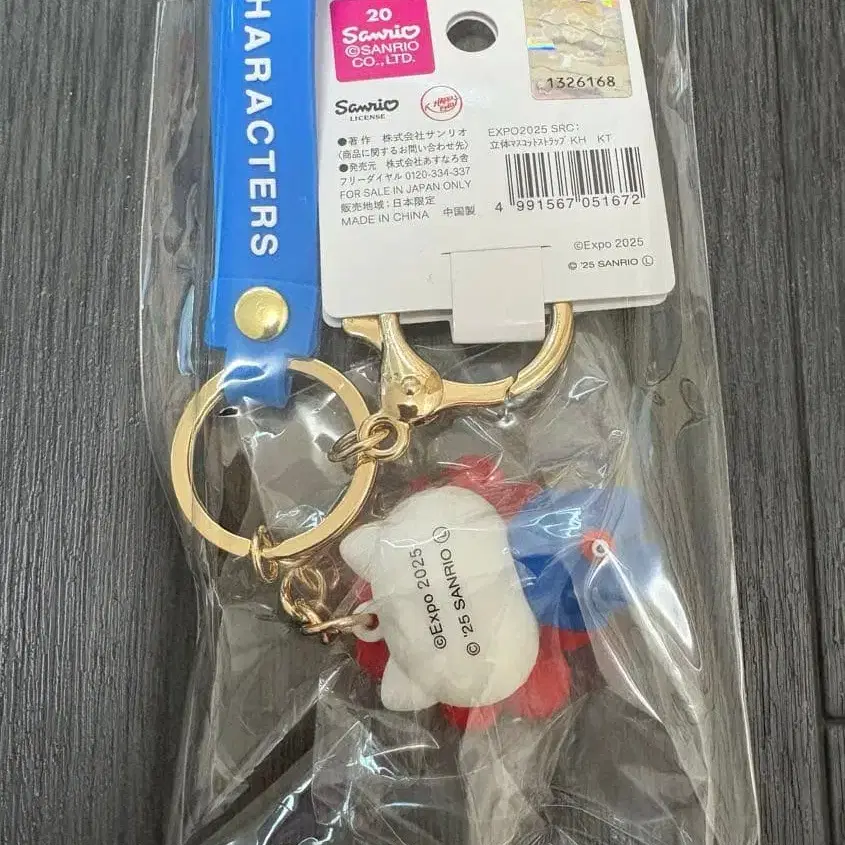 HARACTERS
20
Sanrio
©SANRIO
CO., LTD.
1326168
Sanrio
LICENSE
●著作 株式会社サンリオ
(商品に関するお問い合わせ先)
●発売元 株式会社あすなろ舎
フリーダイヤル 0120-334-337
FOR SALE IN JAPAN ONLY
販売地域:日本限定
MADE IN CHINA 中国製
EXPO2025 SRC:
立体マスコットストラップ KH KT
4 991567 051672
©Expo 2025
© '25 SANRIO Ⓛ
©Expo 2025
© '25 SANRIO Ⓛ